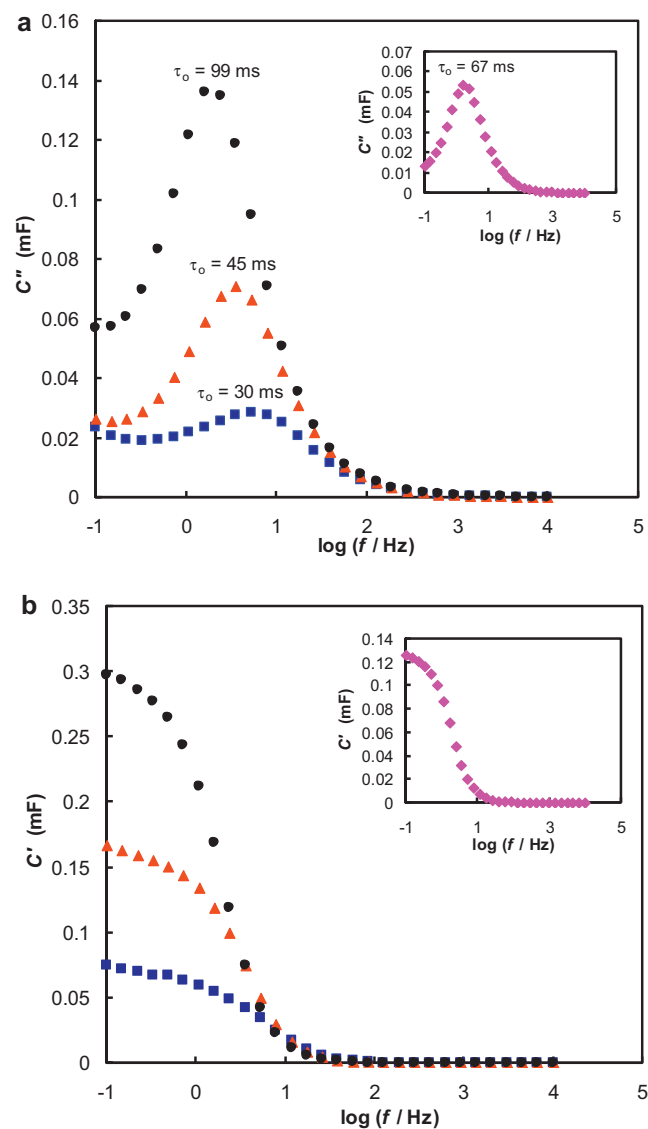 a
0.16
0.14
0.12
0.1
0.08
0.06
0.04
0.02
0
C" (mF)
-1 0 1 2 3 4 5
log (f / Hz)
τo = 99 ms
τo = 45 ms
τo = 30 ms
0.07
0.06
0.05
0.04
0.03
0.02
0.01
0
C" (mF)
τo = 67 ms
-1 1 3 5
log (f / Hz)
b
0.35
0.3
0.25
0.2
0.15
0.1
0.05
0
C' (mF)
-1 0 1 2 3 4 5
log (f / Hz)
0.14
0.12
0.1
0.08
0.06
0.04
0.02
0
C' (mF)
-1 1 3 5
log (f / Hz)